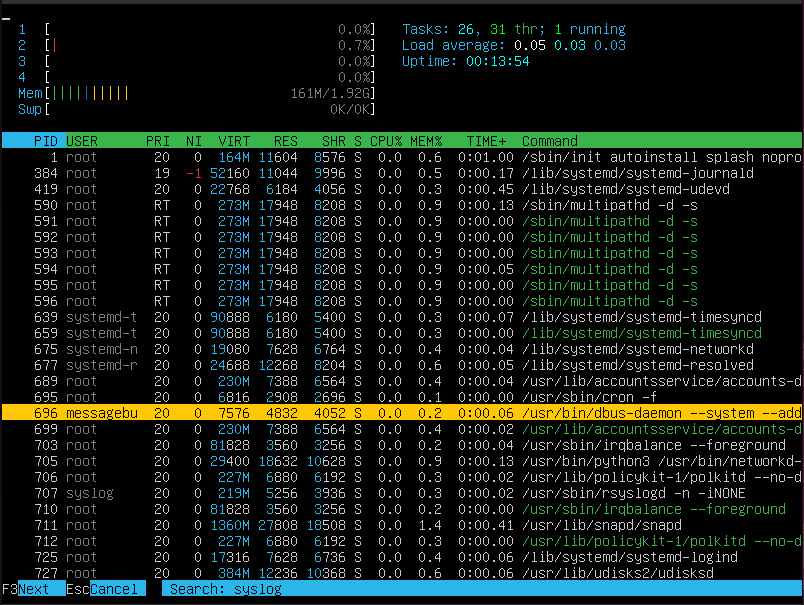 1 [ 0.0%] Tasks: 26, 31 thr; 1 running
2 [| 0.7%] Load average: 0.05 0.03 0.03
3 [ 0.0%] Uptime: 00:13:54
4 [ 0.0%]
Mem[|||||||||| 161M/1.92G]
Swp[ 0K/0K]
PID USER PRI NI VIRT RES SHR S CPU% MEM% TIME+ Command
1 root 20 0 164M 11604 8576 S 0.0 0.6 0:01.00 /sbin/init autoinstall splash nopro
384 root 19 -1 52160 11044 9996 S 0.0 0.5 0:00.17 /lib/systemd/systemd-journald
419 root 20 0 22768 6184 4056 S 0.0 0.3 0:00.45 /lib/systemd/systemd-udevd
590 root RT 0 273M 17948 8208 S 0.0 0.9 0:00.13 /sbin/multipathd -d -s
591 root RT 0 273M 17948 8208 S 0.0 0.9 0:00.00 /sbin/multipathd -d -s
592 root RT 0 273M 17948 8208 S 0.0 0.9 0:00.00 /sbin/multipathd -d -s
593 root RT 0 273M 17948 8208 S 0.0 0.9 0:00.00 /sbin/multipathd -d -s
594 root RT 0 273M 17948 8208 S 0.0 0.9 0:00.05 /sbin/multipathd -d -s
595 root RT 0 273M 17948 8208 S 0.0 0.9 0:00.00 /sbin/multipathd -d -s
596 root RT 0 273M 17948 8208 S 0.0 0.9 0:00.00 /sbin/multipathd -d -s
639 systemd-t 20 0 90888 6180 5400 S 0.0 0.3 0:00.07 /lib/systemd/systemd-timesyncd
659 systemd-t 20 0 90888 6180 5400 S 0.0 0.3 0:00.00 /lib/systemd/systemd-timesyncd
675 systemd-n 20 0 19080 7628 6764 S 0.0 0.4 0:00.04 /lib/systemd/systemd-networkd
677 systemd-r 20 0 24688 12268 8204 S 0.0 0.6 0:00.05 /lib/systemd/systemd-resolved
689 root 20 0 230M 7388 6564 S 0.0 0.4 0:00.04 /usr/lib/accountsservice/accounts-d
695 root 20 0 6816 2908 2696 S 0.0 0.1 0:00.00 /usr/sbin/cron -f
696 messagebu 20 0 7576 4832 4052 S 0.0 0.2 0:00.06 /usr/bin/dbus-daemon --system --add
699 root 20 0 230M 7388 6564 S 0.0 0.4 0:00.02 /usr/lib/accountsservice/accounts-d
703 root 20 0 81828 3560 3256 S 0.0 0.2 0:00.04 /usr/sbin/irqbalance --foreground
705 root 20 0 29400 18632 10628 S 0.0 0.9 0:00.13 /usr/bin/python3 /usr/bin/network-
706 root 20 0 227M 6880 6192 S 0.0 0.3 0:00.02 /usr/lib/policykit-1/polkitd --no-d
707 syslog 20 0 219M 5256 3936 S 0.0 0.3 0:00.02 /usr/sbin/rsyslogd -n -iNONE
710 root 20 0 81828 3560 3256 S 0.0 0.2 0:00.00 /usr/sbin/irqbalance --foreground
711 root 20 0 1360M 27808 18508 S 0.0 1.4 0:00.41 /usr/lib/snapd/snapd
712 root 20 0 227M 6880 6192 S 0.0 0.3 0:00.00 /usr/lib/policykit-1/polkitd --no-d
725 root 20 0 17316 7628 6736 S 0.0 0.4 0:00.06 /lib/systemd/systemd-logind
727 root 20 0 384M 12236 10368 S 0.0 0.6 0:00.06 /usr/lib/udisks2/udisksd
F3Next EscCancel Search: syslog